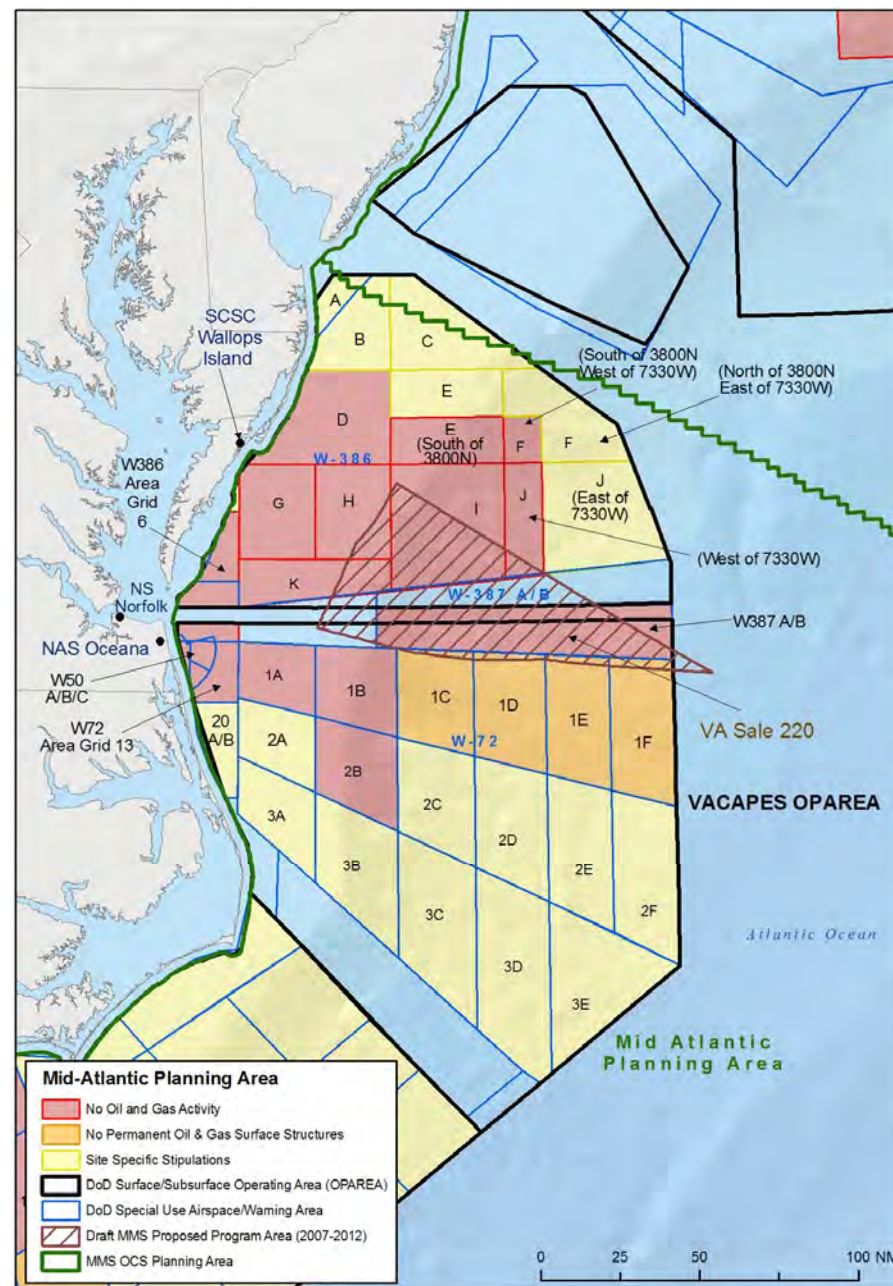 SCSC
Wallops
Island
A
B
C
(South of 3800N
West of 7330W)
(North of 3800N
East of 7330W)
E
D
E
(South of
3800N)
F
F
W-386
J
(East of
7330W)
W386
Area
Grid
6
G
H
I
J
(West of 7330W)
K
NS
Norfolk
W-387 A/B
W387 A/B
NAS Oceana
W50
A/B/C
W72
Area Grid 13
1A
1B
1C
1D
1E
1F
VA Sale 220
20
A/B
2A
W-72
2B
2C
2D
2E
2F
VACAPES OPAREA
3A
3B
3C
3D
3E
Atlantic Ocean
Mid Atlantic
Planning Area
Mid-Atlantic Planning Area
No Oil and Gas Activity
No Permanent Oil & Gas Surface Structures
Site Specific Stipulations
DoD Surface/Subsurface Operating Area (OPAREA)
DoD Special Use Airspace/Warning Area
Draft MMS Proposed Program Area (2007-2012)
MMS OCS Planning Area
0 25 50 100 NM